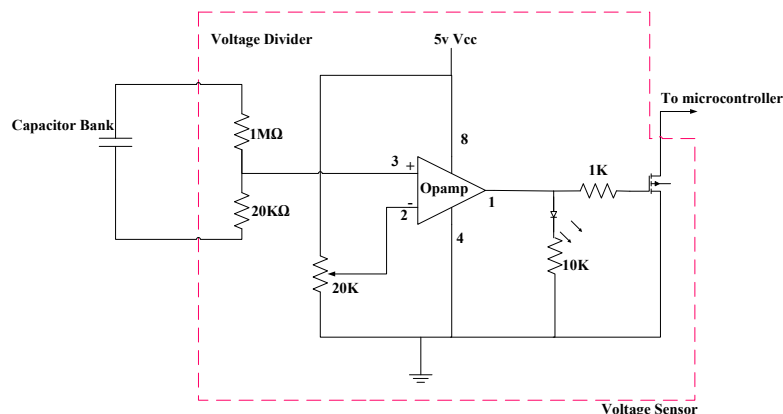 Voltage Divider
5v Vcc
To microcontroller
Capacitor Bank
1MΩ
8
3
+
1K
Opamp
1
20KΩ
-
2
4
20K
10K
Voltage Sensor